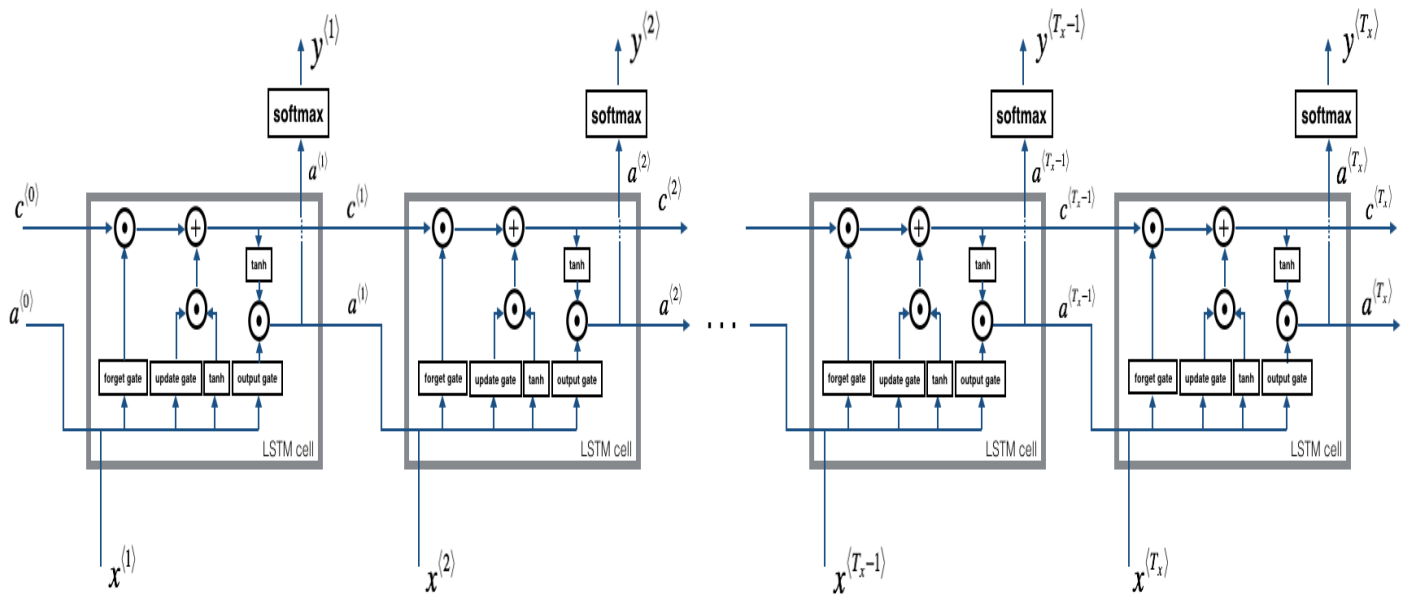 y⟨1⟩ y⟨2⟩ y⟨Tx−1⟩ y⟨Tx⟩
softmax softmax softmax softmax
a⟨1⟩ a⟨2⟩ a⟨Tx−1⟩ a⟨Tx⟩
c⟨0⟩ c⟨1⟩ c⟨2⟩ c⟨Tx−1⟩ c⟨Tx⟩
+ + + +
tanh tanh tanh tanh
a⟨0⟩ a⟨1⟩ a⟨2⟩ ... a⟨Tx−1⟩ a⟨Tx⟩
forget gate update gate tanh output gate forget gate update gate tanh output gate forget gate update gate tanh output gate forget gate update gate tanh output gate
LSTM cell LSTM cell LSTM cell LSTM cell
x⟨1⟩ x⟨2⟩ x⟨Tx−1⟩ x⟨Tx⟩